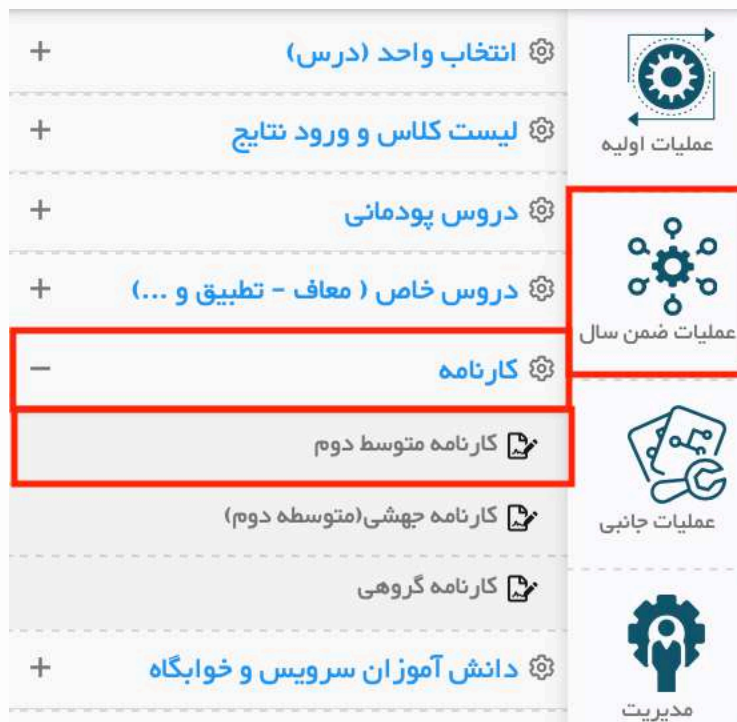 عملیات اولیه
عملیات ضمن سال
عملیات جانبی
مدیریت
انتخاب واحد (درس)
لیست کلاس و ورود نتایج
دروس پودمانی
دروس خاص ( معاف - تطبیق و ...)
کارنامه
کارنامه متوسط دوم
کارنامه جهشی(متوسطه دوم)
کارنامه گروهی
دانش آموزان سرویس و خوابگاه